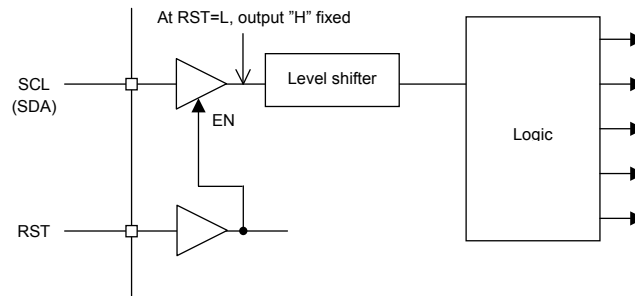 At RST=L, output ”H” fixed
SCL
(SDA)
Level shifter
EN
Logic
RST